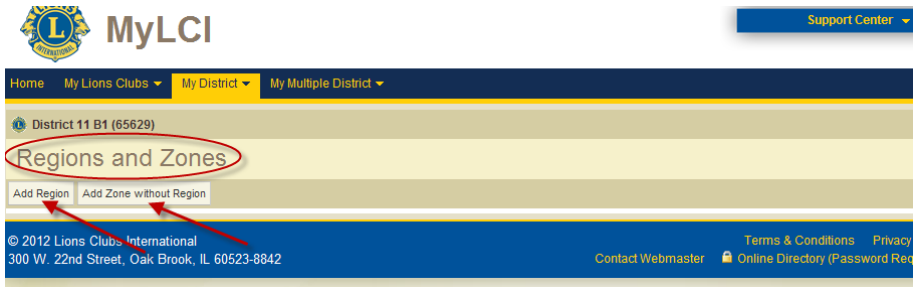 L
INTERNATIONAL
MyLCI
Support Center
Home My Lions Clubs My District My Multiple District
District 11 B1 (65629)
Regions and Zones
Add Region Add Zone without Region
© 2012 Lions Clubs International
Terms & Conditions Privacy
300 W. 22nd Street, Oak Brook, IL 60523-8842
Contact Webmaster Online Directory (Password Req